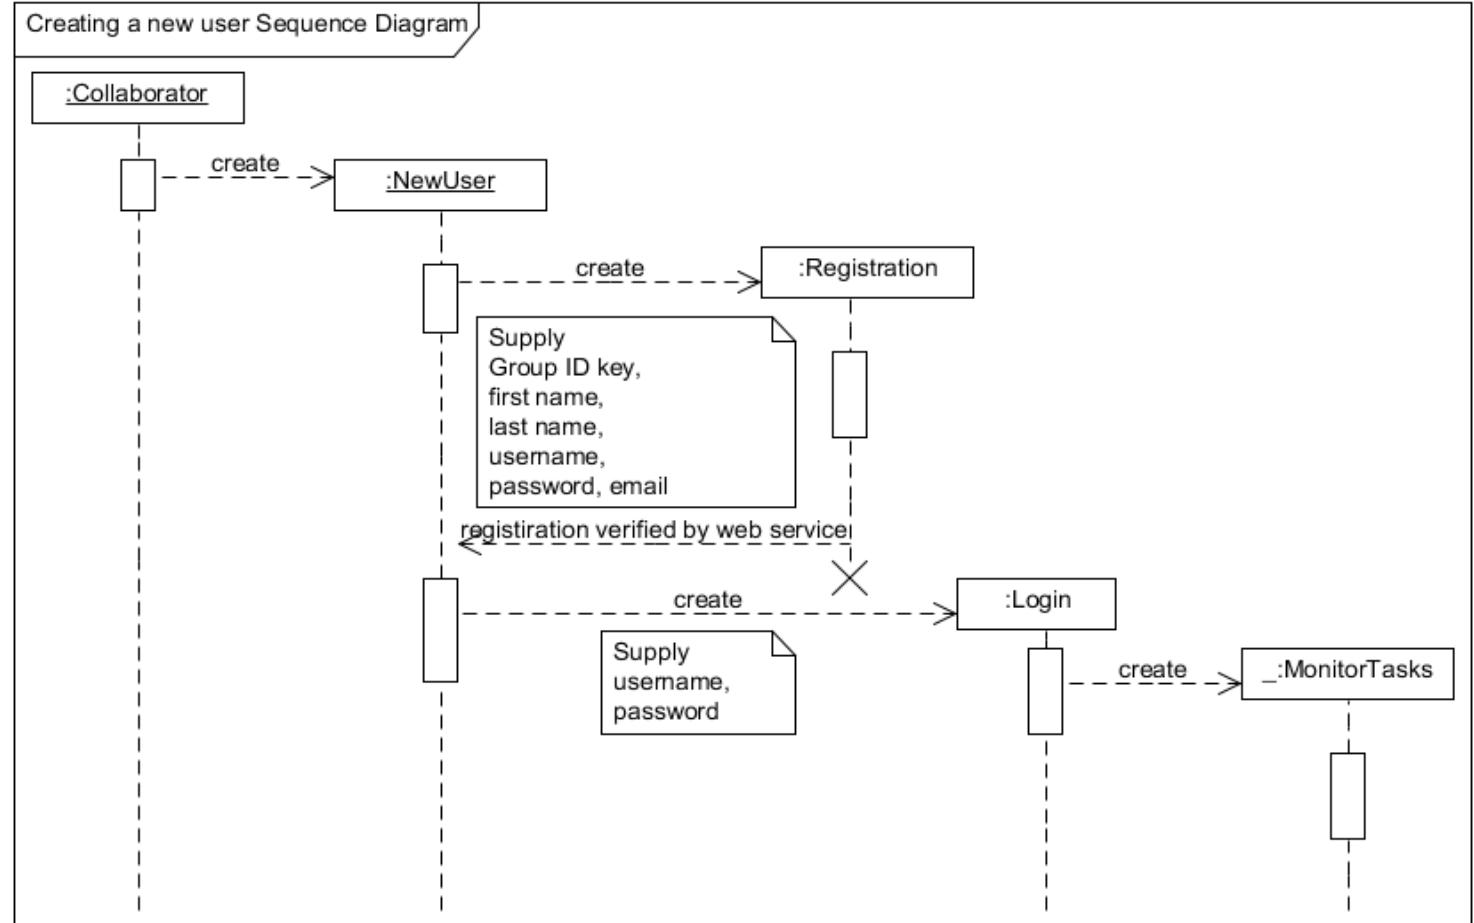 Creating a new user Sequence Diagram
:Collaborator
create
:NewUser
create
:Registration
Supply
Group ID key,
first name,
last name,
username,
password, email
registiration verified by web service
create
:Login
Supply
username,
password
create
_:MonitorTasks